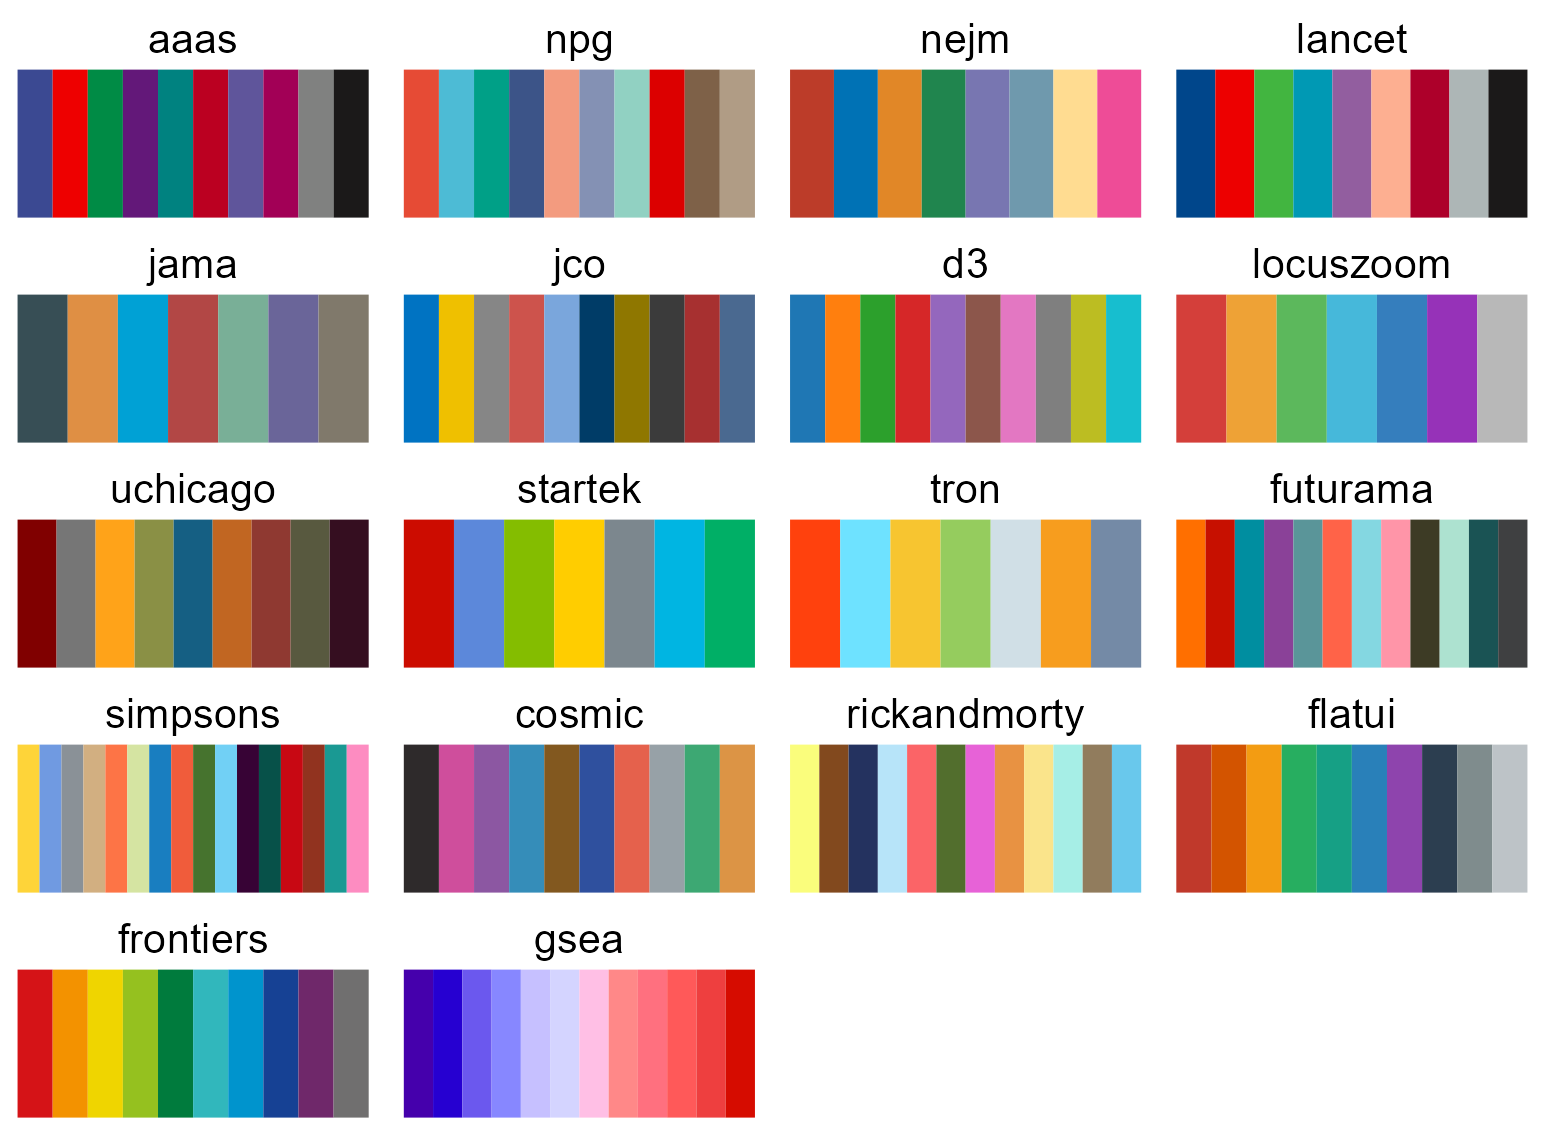 aaas npg nejm lancet
jama jco d3 locuszoom
uchicago startek tron futurama
simpsons cosmic rickandmorty flatui
frontiers gsea